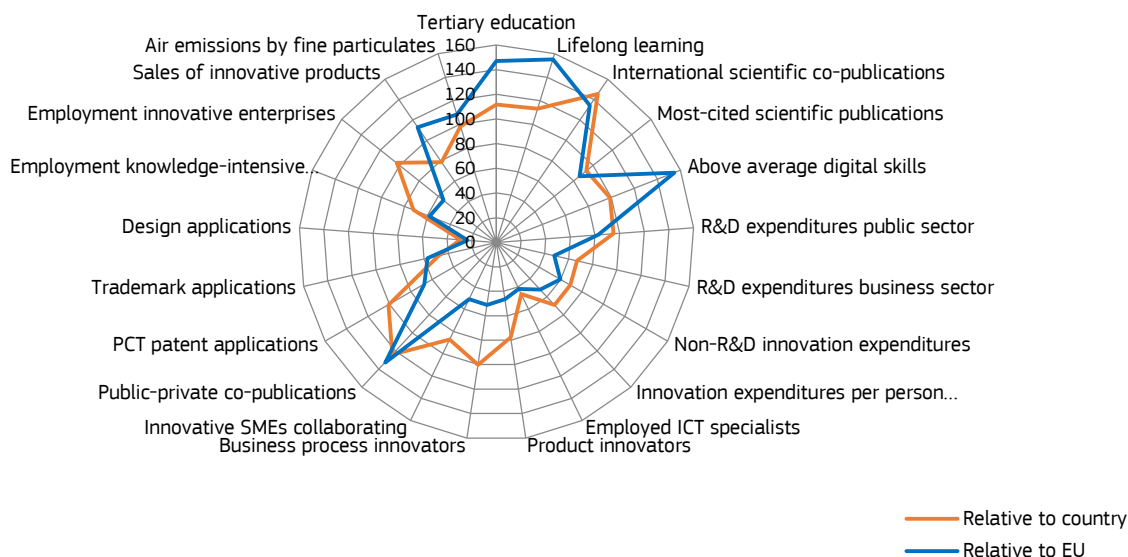 Tertiary education
Lifelong learning
International scientific co-publications
Most-cited scientific publications
Above average digital skills
R&D expenditures public sector
R&D expenditures business sector
Non-R&D innovation expenditures
Innovation expenditures per person...
Employed ICT specialists
Product innovators
Business process innovators
Innovative SMEs collaborating
Public-private co-publications
PCT patent applications
Trademark applications
Design applications
Employment knowledge-intensive...
Employment innovative enterprises
Sales of innovative products
Air emissions by fine particulates
160
140
120
100
80
60
40
20
0
Relative to country
Relative to EU